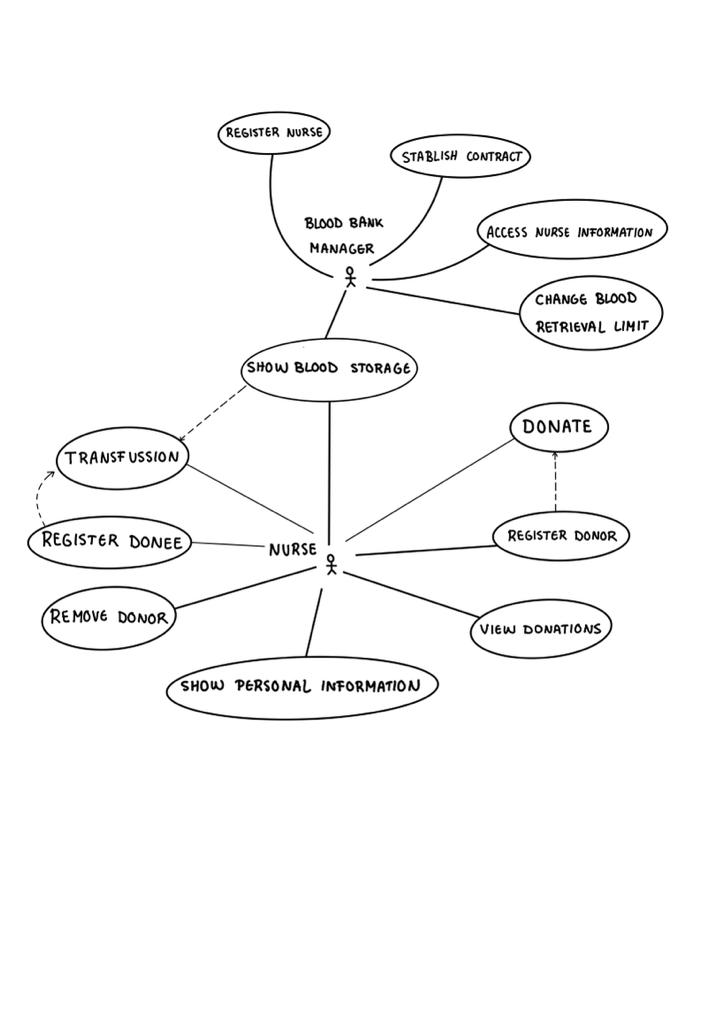 REGISTER NURSE
STABLISH CONTRACT
BLOOD BANK
MANAGER
ACCESS NURSE INFORMATION
CHANGE BLOOD
RETRIEVAL LIMIT
SHOW BLOOD STORAGE
DONATE
TRANSFUSSION
REGISTER DONEE
NURSE
REGISTER DONOR
REMOVE DONOR
VIEW DONATIONS
SHOW PERSONAL INFORMATION